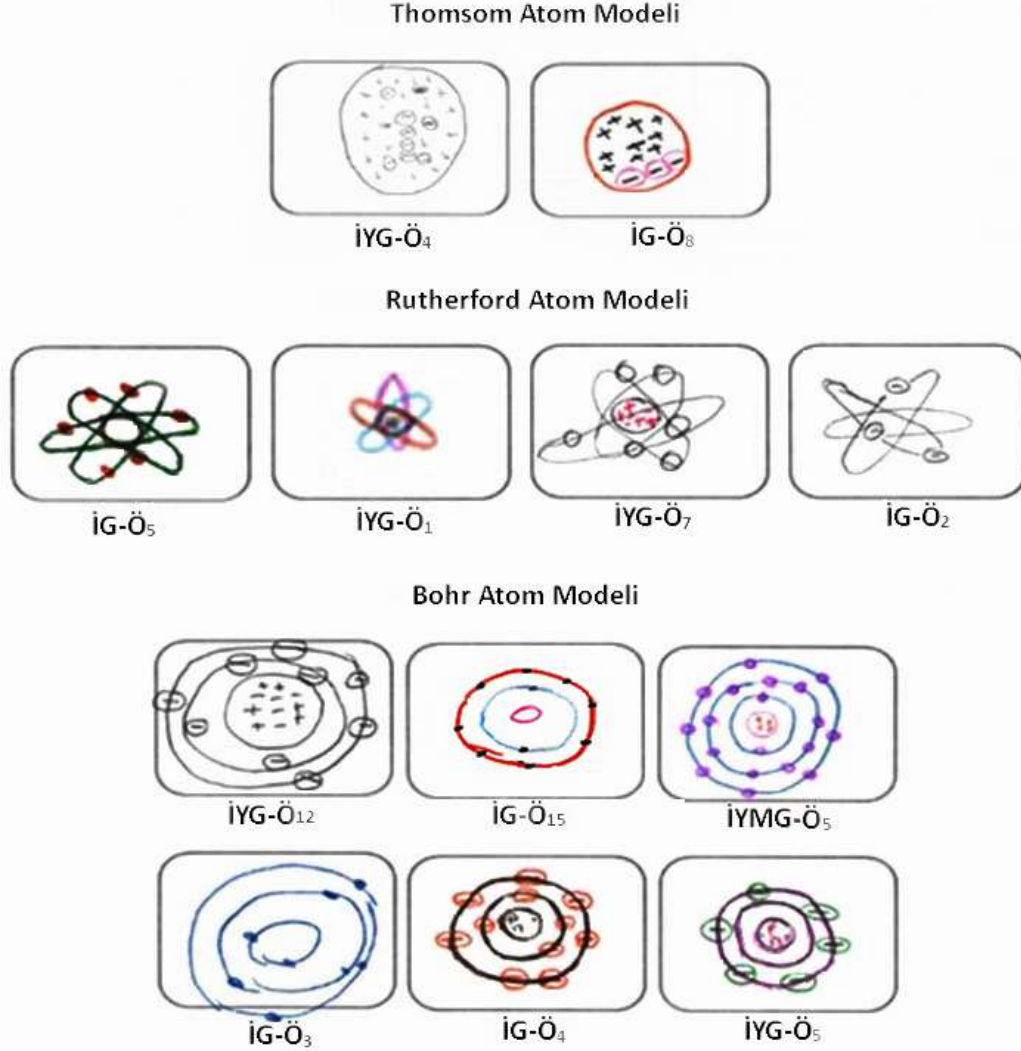 Thomsom Atom Modeli
İYG-Ö4 İG-Ö8
Rutherford Atom Modeli
İG-Ö5 İYG-Ö1 İYG-Ö7 İG-Ö2
Bohr Atom Modeli
İYG-Ö12 İG-Ö15 İYMG-Ö5
İG-Ö3 İG-Ö4 İYG-Ö5